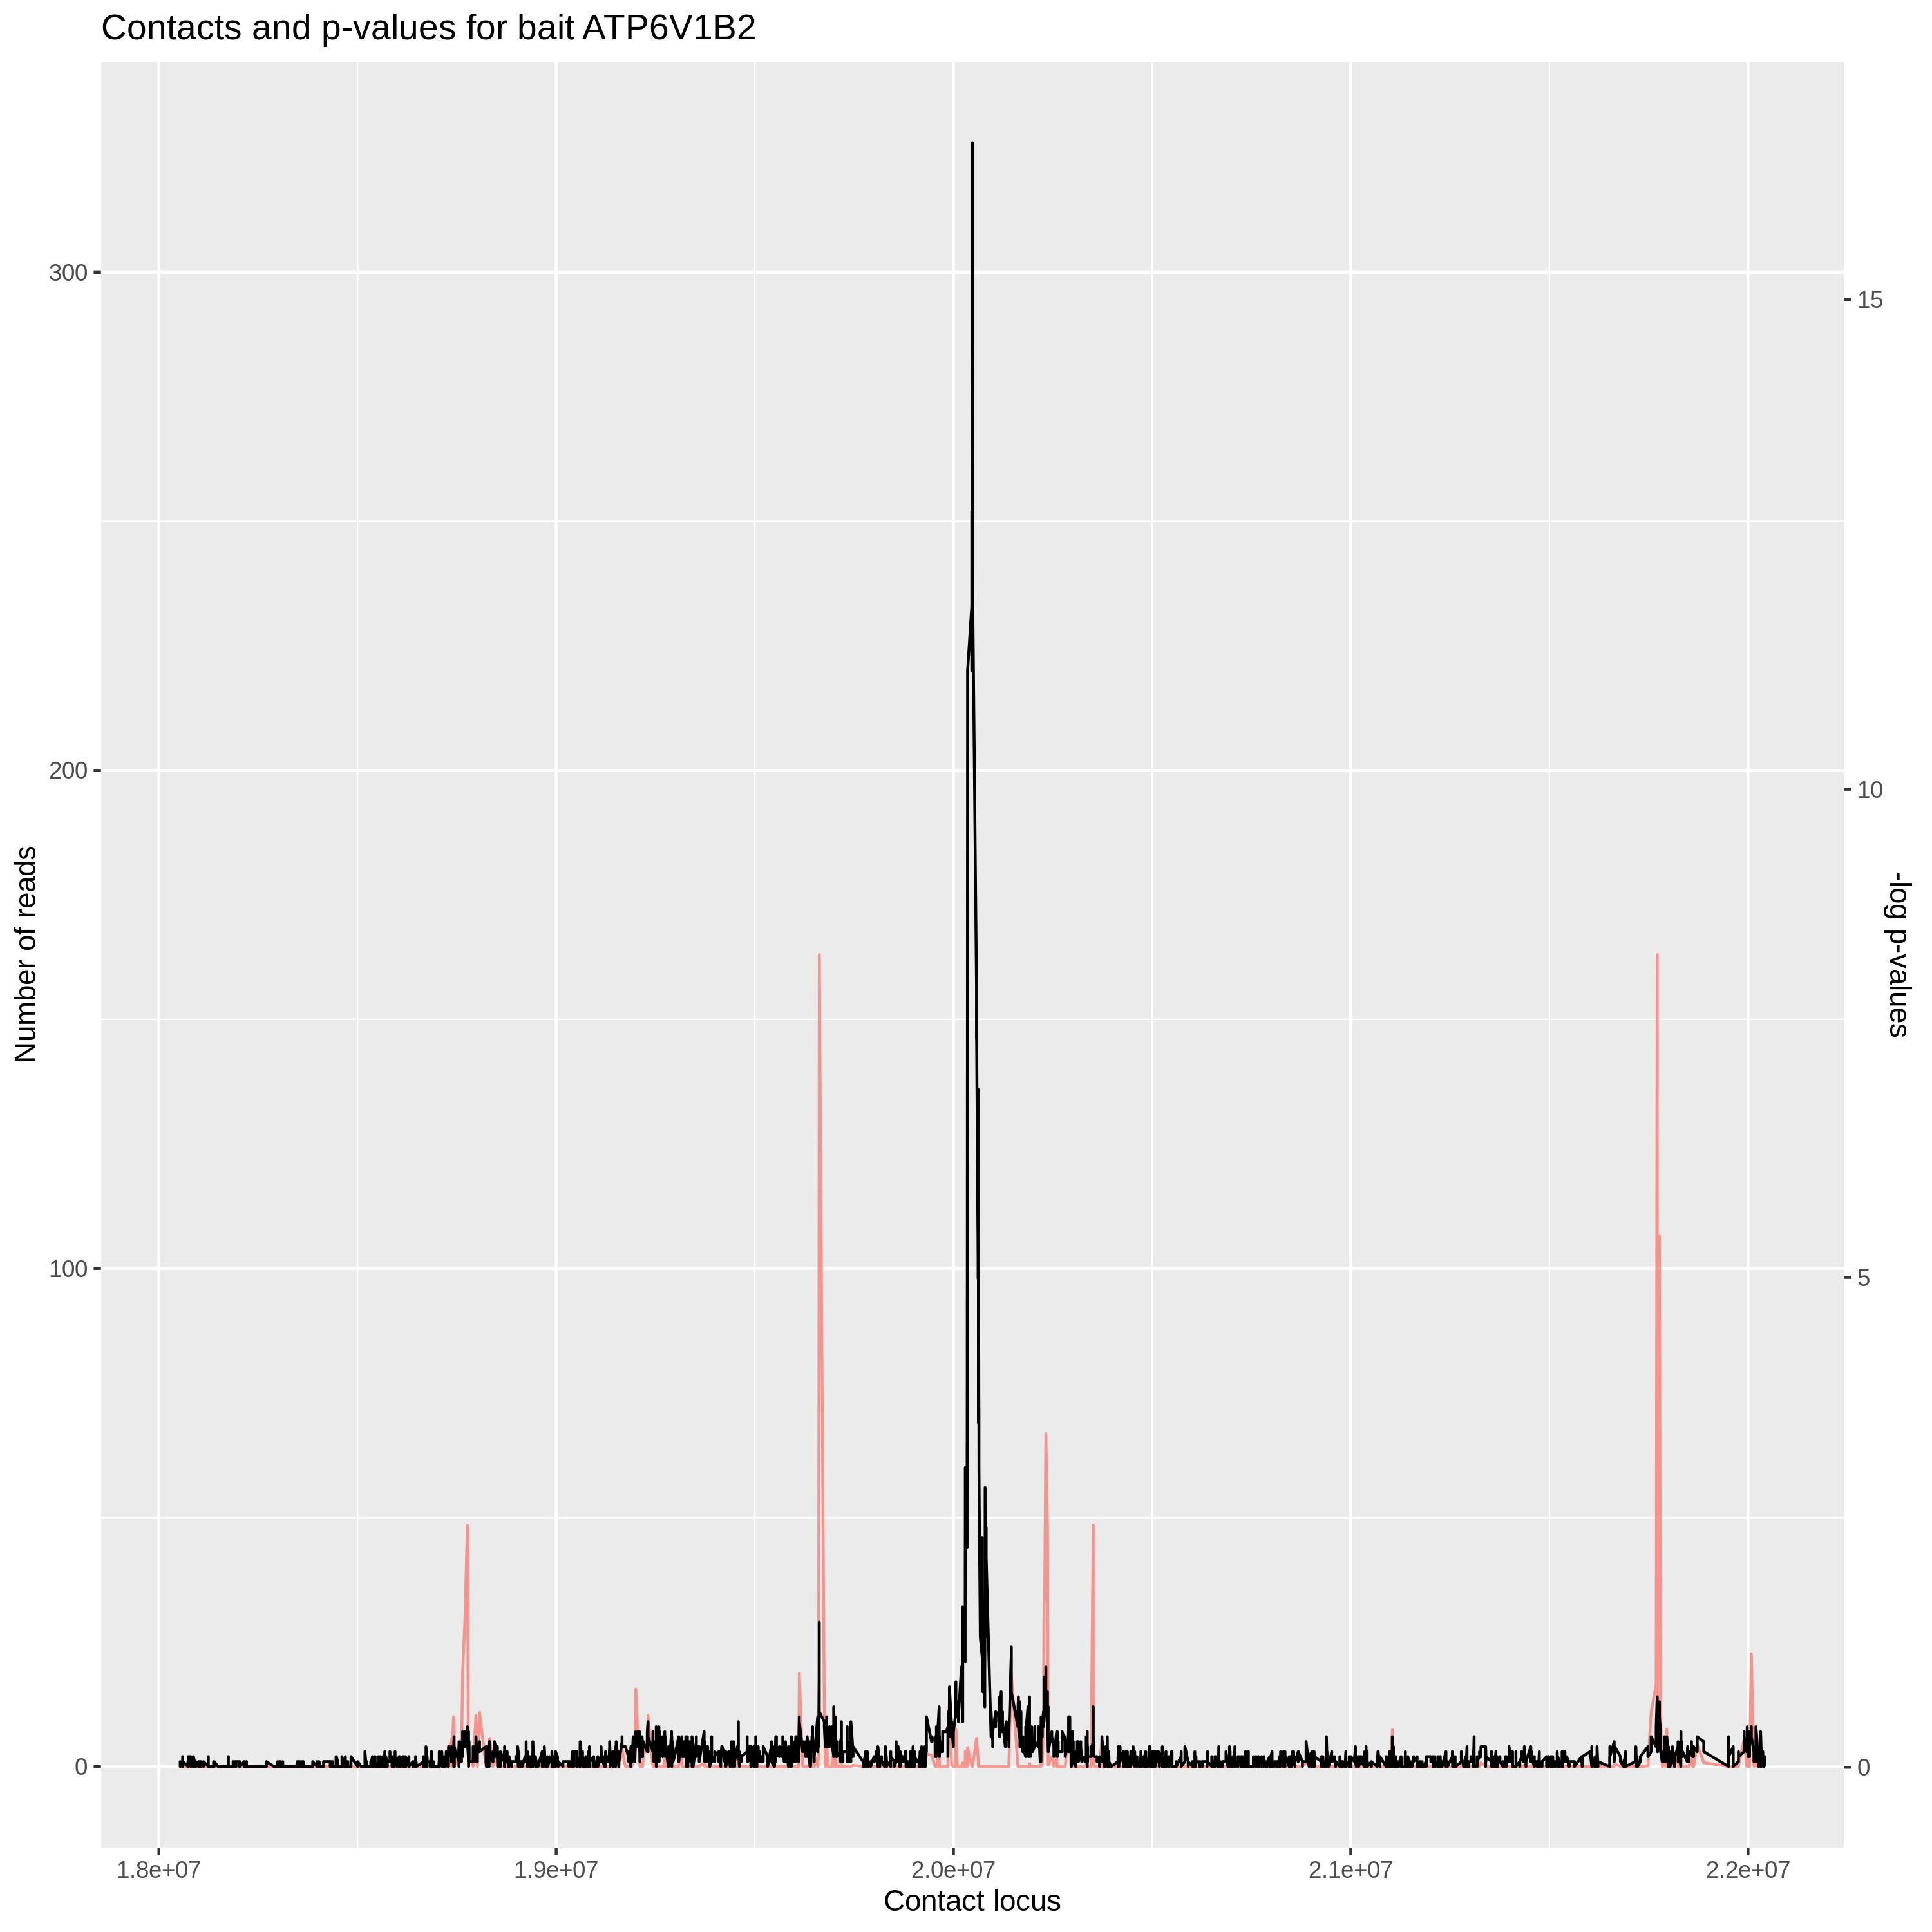 Contacts and p-values for bait ATP6V1B2
Number of reads
300
200
100
0
15
10
5
0
-log p-values
1.8e+07
1.9e+07
2.0e+07
2.1e+07
2.2e+07
Contact locus